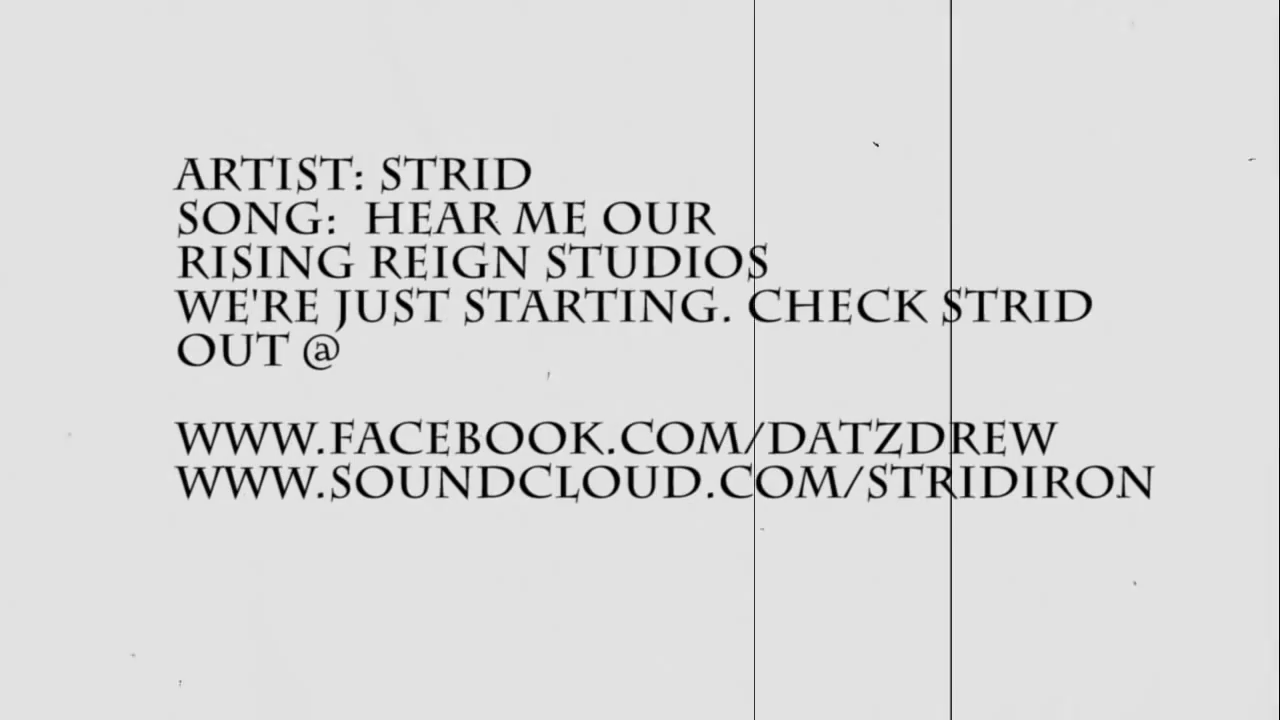 ARTIST: STRID
SONG:  HEAR ME OUR
RISING REIGN STUDIOS
WE'RE JUST STARTING. CHECK STRID
OUT @
WWW.FACEBOOK.COM/DATZDREW
WWW.SOUNDCLOUD.COM/STRIDIRON